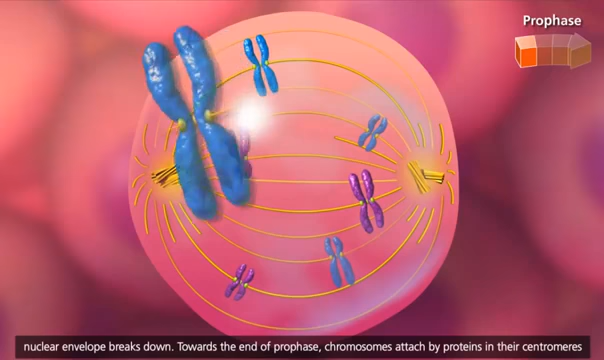 Prophase
nuclear envelope breaks down. Towards the end of prophase, chromosomes attach by proteins in their centromeres